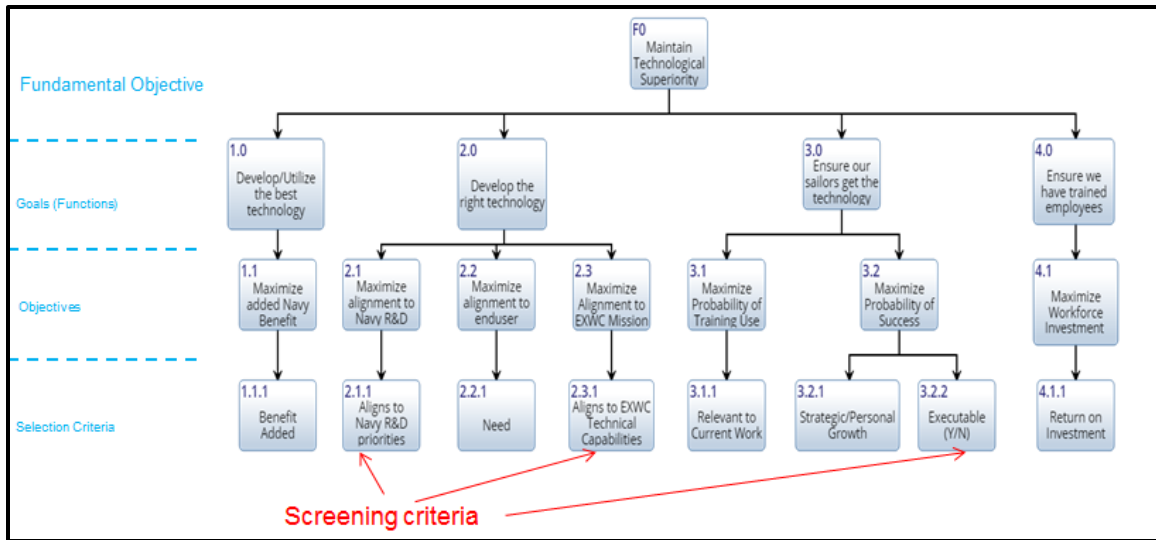 F0
Maintain
Technological
Superiority
Fundamental Objective
1.0
Develop/Utilize
the best
technology
2.0
Develop the
right technology
3.0
Ensure our
sailors get the
technology
4.0
Ensure we
have trained
employees
Goals (Functions)
1.1
Maximize
added Navy
Benefit
2.1
Maximize
alignment to
Navy R&D
2.2
Maximize
alignment to
enduser
2.3
Maximize
Alignment to
EXWC Mission
3.1
Maximize
Probability of
Training Use
3.2
Maximize
Probability of
Success
4.1
Maximize
Workforce
Investment
Objectives
1.1.1
Benefit
Added
2.1.1
Aligns to
Navy R&D
priorities
2.2.1
Need
2.3.1
Aligns to EXWC
Technical
Capabilities
3.1.1
Relevant to
Current Work
3.2.1
Strategic/Personal
Growth
3.2.2
Executable
(Y/N)
4.1.1
Return on
Investment
Selection Criteria
Screening criteria